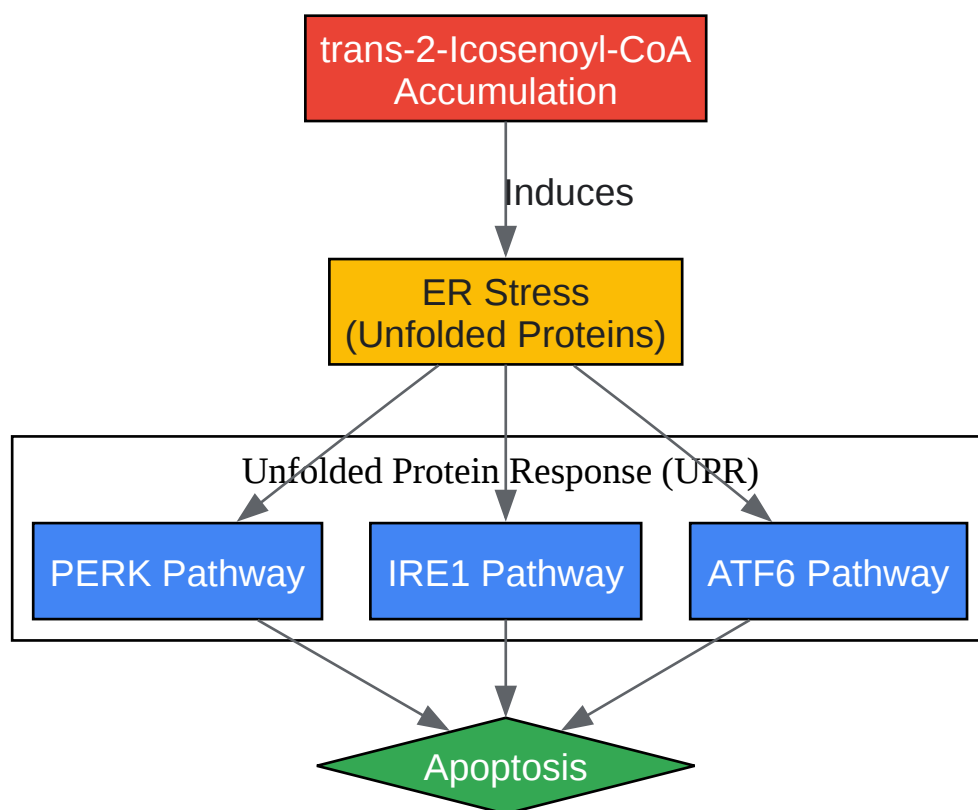 trans-2-Icosenoyl-CoA
Accumulation
Induces
ER Stress
(Unfolded Proteins)
Unfolded Protein Response (UPR)
PERK Pathway
IRE1 Pathway
ATF6 Pathway
Apoptosis